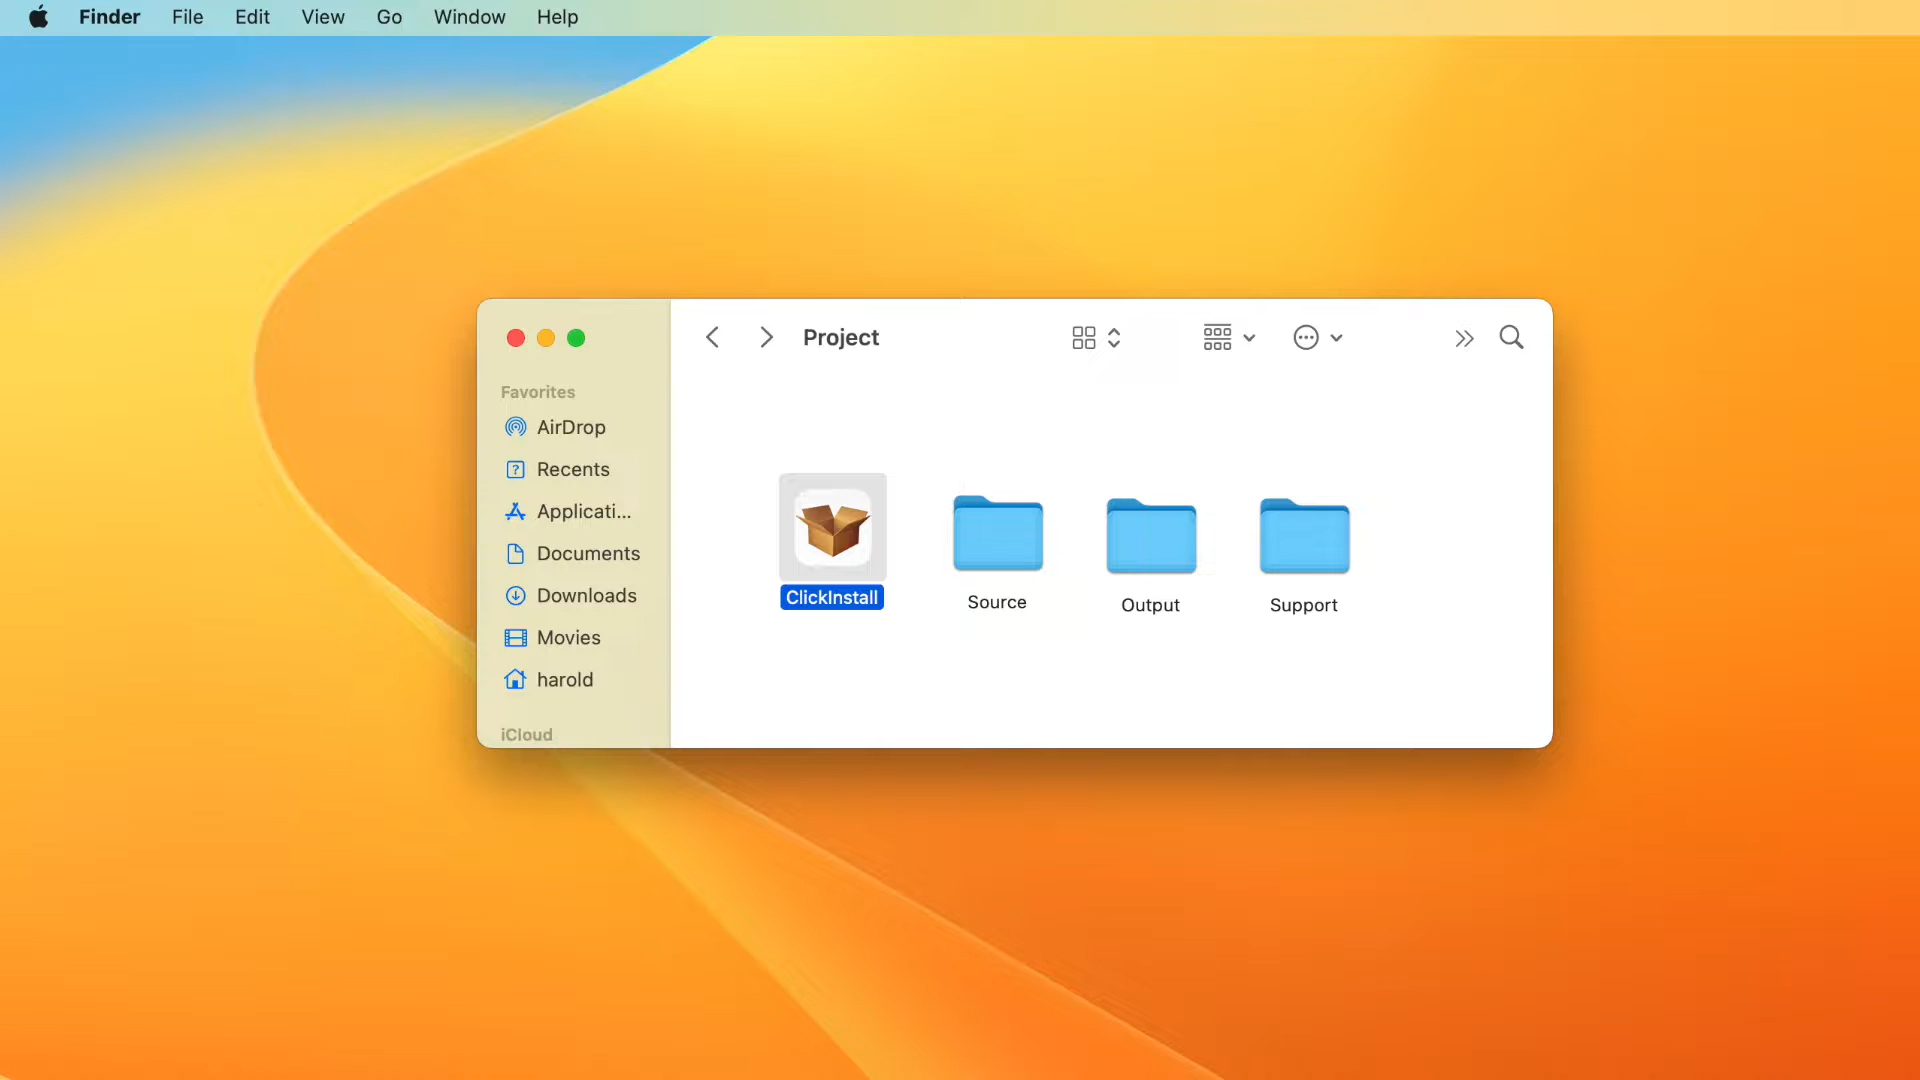 Finder File Edit View Go Window Help
Project
Favorites
AirDrop
Recents
Applicati...
Documents
Downloads
Movies
harold
iCloud
ClickInstall
Source
Output
Support